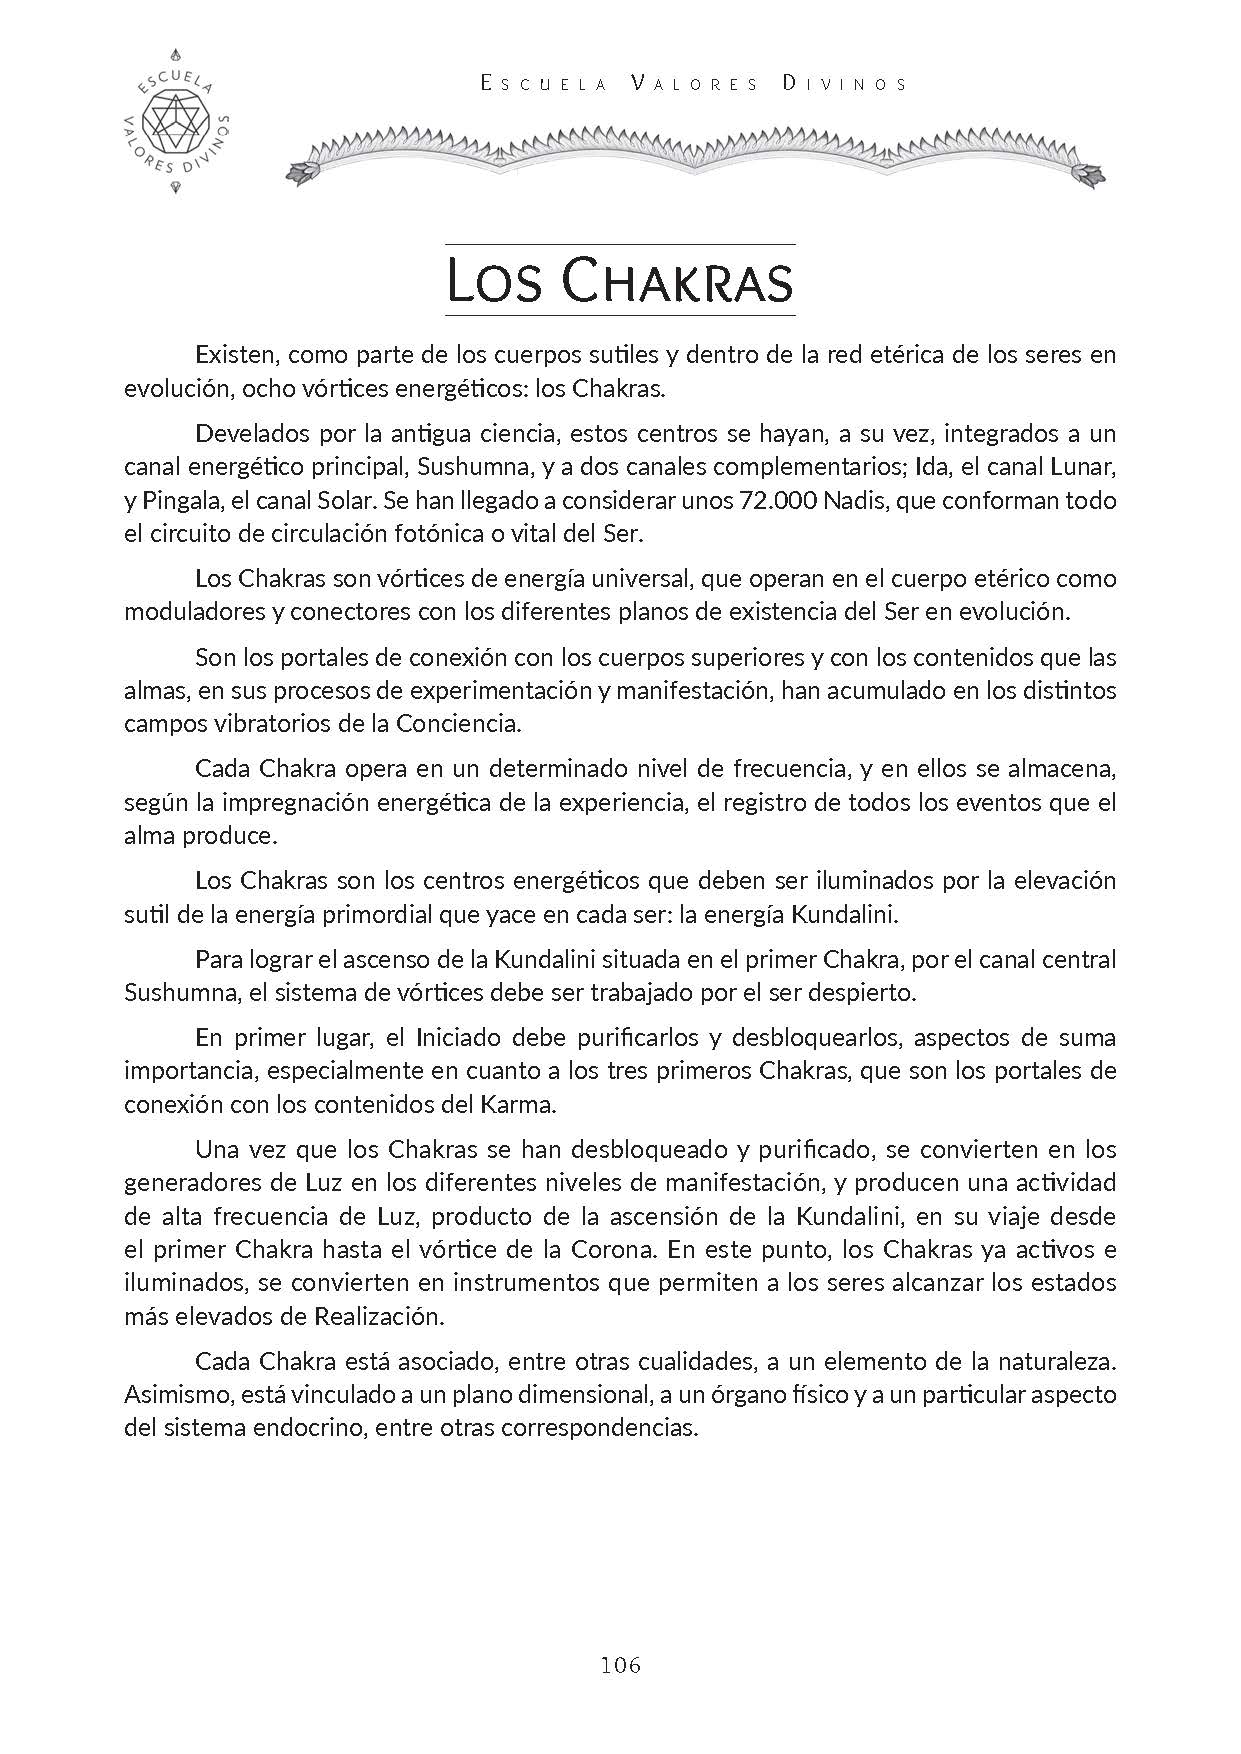 ESCUELA VALORES DIVINOS
ESCUELA VALORES DIVINOS
LOS CHAKRAS
Existen, como parte de los cuerpos sutiles y dentro de la red etérica de los seres en
evolución, ocho vórtices energéticos: los Chakras.
Develados por la antigua ciencia, estos centros se hayan, a su vez, integrados a un
canal energético principal, Sushumna, y a dos canales complementarios; Ida, el canal Lunar,
y Pingala, el canal Solar. Se han llegado a considerar unos 72.000 Nadis, que conforman todo
el circuito de circulación fotónica o vital del Ser.
Los Chakras son vórtices de energía universal, que operan en el cuerpo etérico como
moduladores y conectores con los diferentes planos de existencia del Ser en evolución.
Son los portales de conexión con los cuerpos superiores y con los contenidos que las
almas, en sus procesos de experimentación y manifestación, han acumulado en los distintos
campos vibratorios de la Conciencia.
Cada Chakra opera en un determinado nivel de frecuencia, y en ellos se almacena,
según la impregnación energética de la experiencia, el registro de todos los eventos que el
alma produce.
Los Chakras son los centros energéticos que deben ser iluminados por la elevación
sutil de la energía primordial que yace en cada ser: la energía Kundalini.
Para lograr el ascenso de la Kundalini situada en el primer Chakra, por el canal central
Sushumna, el sistema de vórtices debe ser trabajado por el ser despierto.
En primer lugar, el Iniciado debe purificarlos y desbloquearlos, aspectos de suma
importancia, especialmente en cuanto a los tres primeros Chakras, que son los portales de
conexión con los contenidos del Karma.
Una vez que los Chakras se han desbloqueado y purificado, se convierten en los
generadores de Luz en los diferentes niveles de manifestación, y producen una actividad
de alta frecuencia de Luz, producto de la ascensión de la Kundalini, en su viaje desde
el primer Chakra hasta el vórtice de la Corona. En este punto, los Chakras ya activos e
iluminados, se convierten en instrumentos que permiten a los seres alcanzar los estados
más elevados de Realización.
Cada Chakra está asociado, entre otras cualidades, a un elemento de la naturaleza.
Asimismo, está vinculado a un plano dimensional, a un órgano físico y a un particular aspecto
del sistema endocrino, entre otras correspondencias.
106